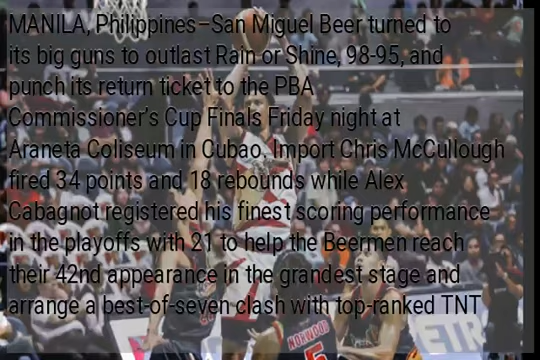 MANILA, Philippines–San Miguel Beer turned to
its big guns to outlast Rain or Shine, 98-95, and
punch its return ticket to the PBA
Commissioner's Cup Finals Friday night at
Araneta Coliseum in Cubao. Import Chris McCullough
fired 34 points and 18 rebounds while Alex
Cabagnot registered his finest scoring performance
in the playoffs with 21 to help the Beermen reach
their 42nd appearance in the grandest stage and
arrange a best-of-seven clash with top-ranked TNT
NORWOOD
5